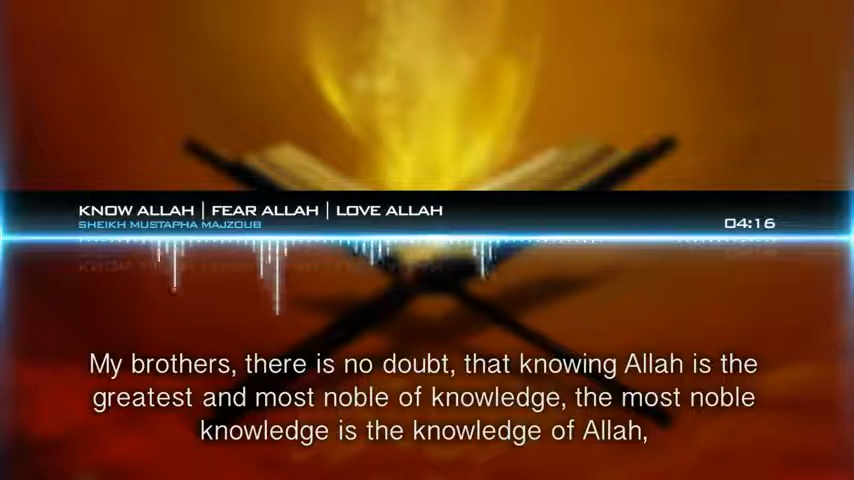 KNOW ALLAH | FEAR ALLAH | LOVE ALLAH
SHEIKH MUSTAPHA MAJZOUB
04:16
My brothers, there is no doubt, that knowing Allah is the
greatest and most noble of knowledge, the most noble
knowledge is the knowledge of Allah,